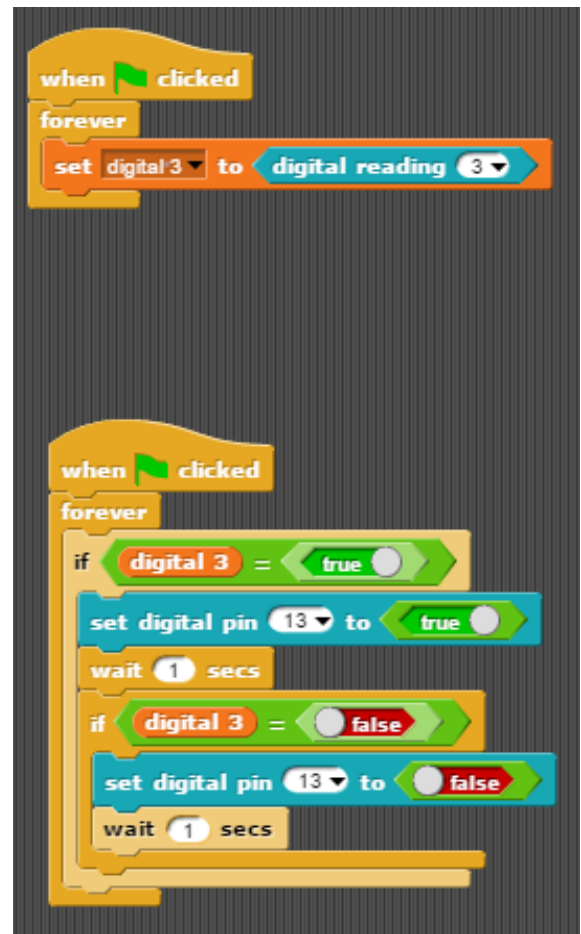 when clicked
forever
set digital 3 to digital reading 3
when clicked
forever
if digital 3 = true
set digital pin 13 to true
wait 1 secs
if digital 3 = false
set digital pin 13 to false
wait 1 secs